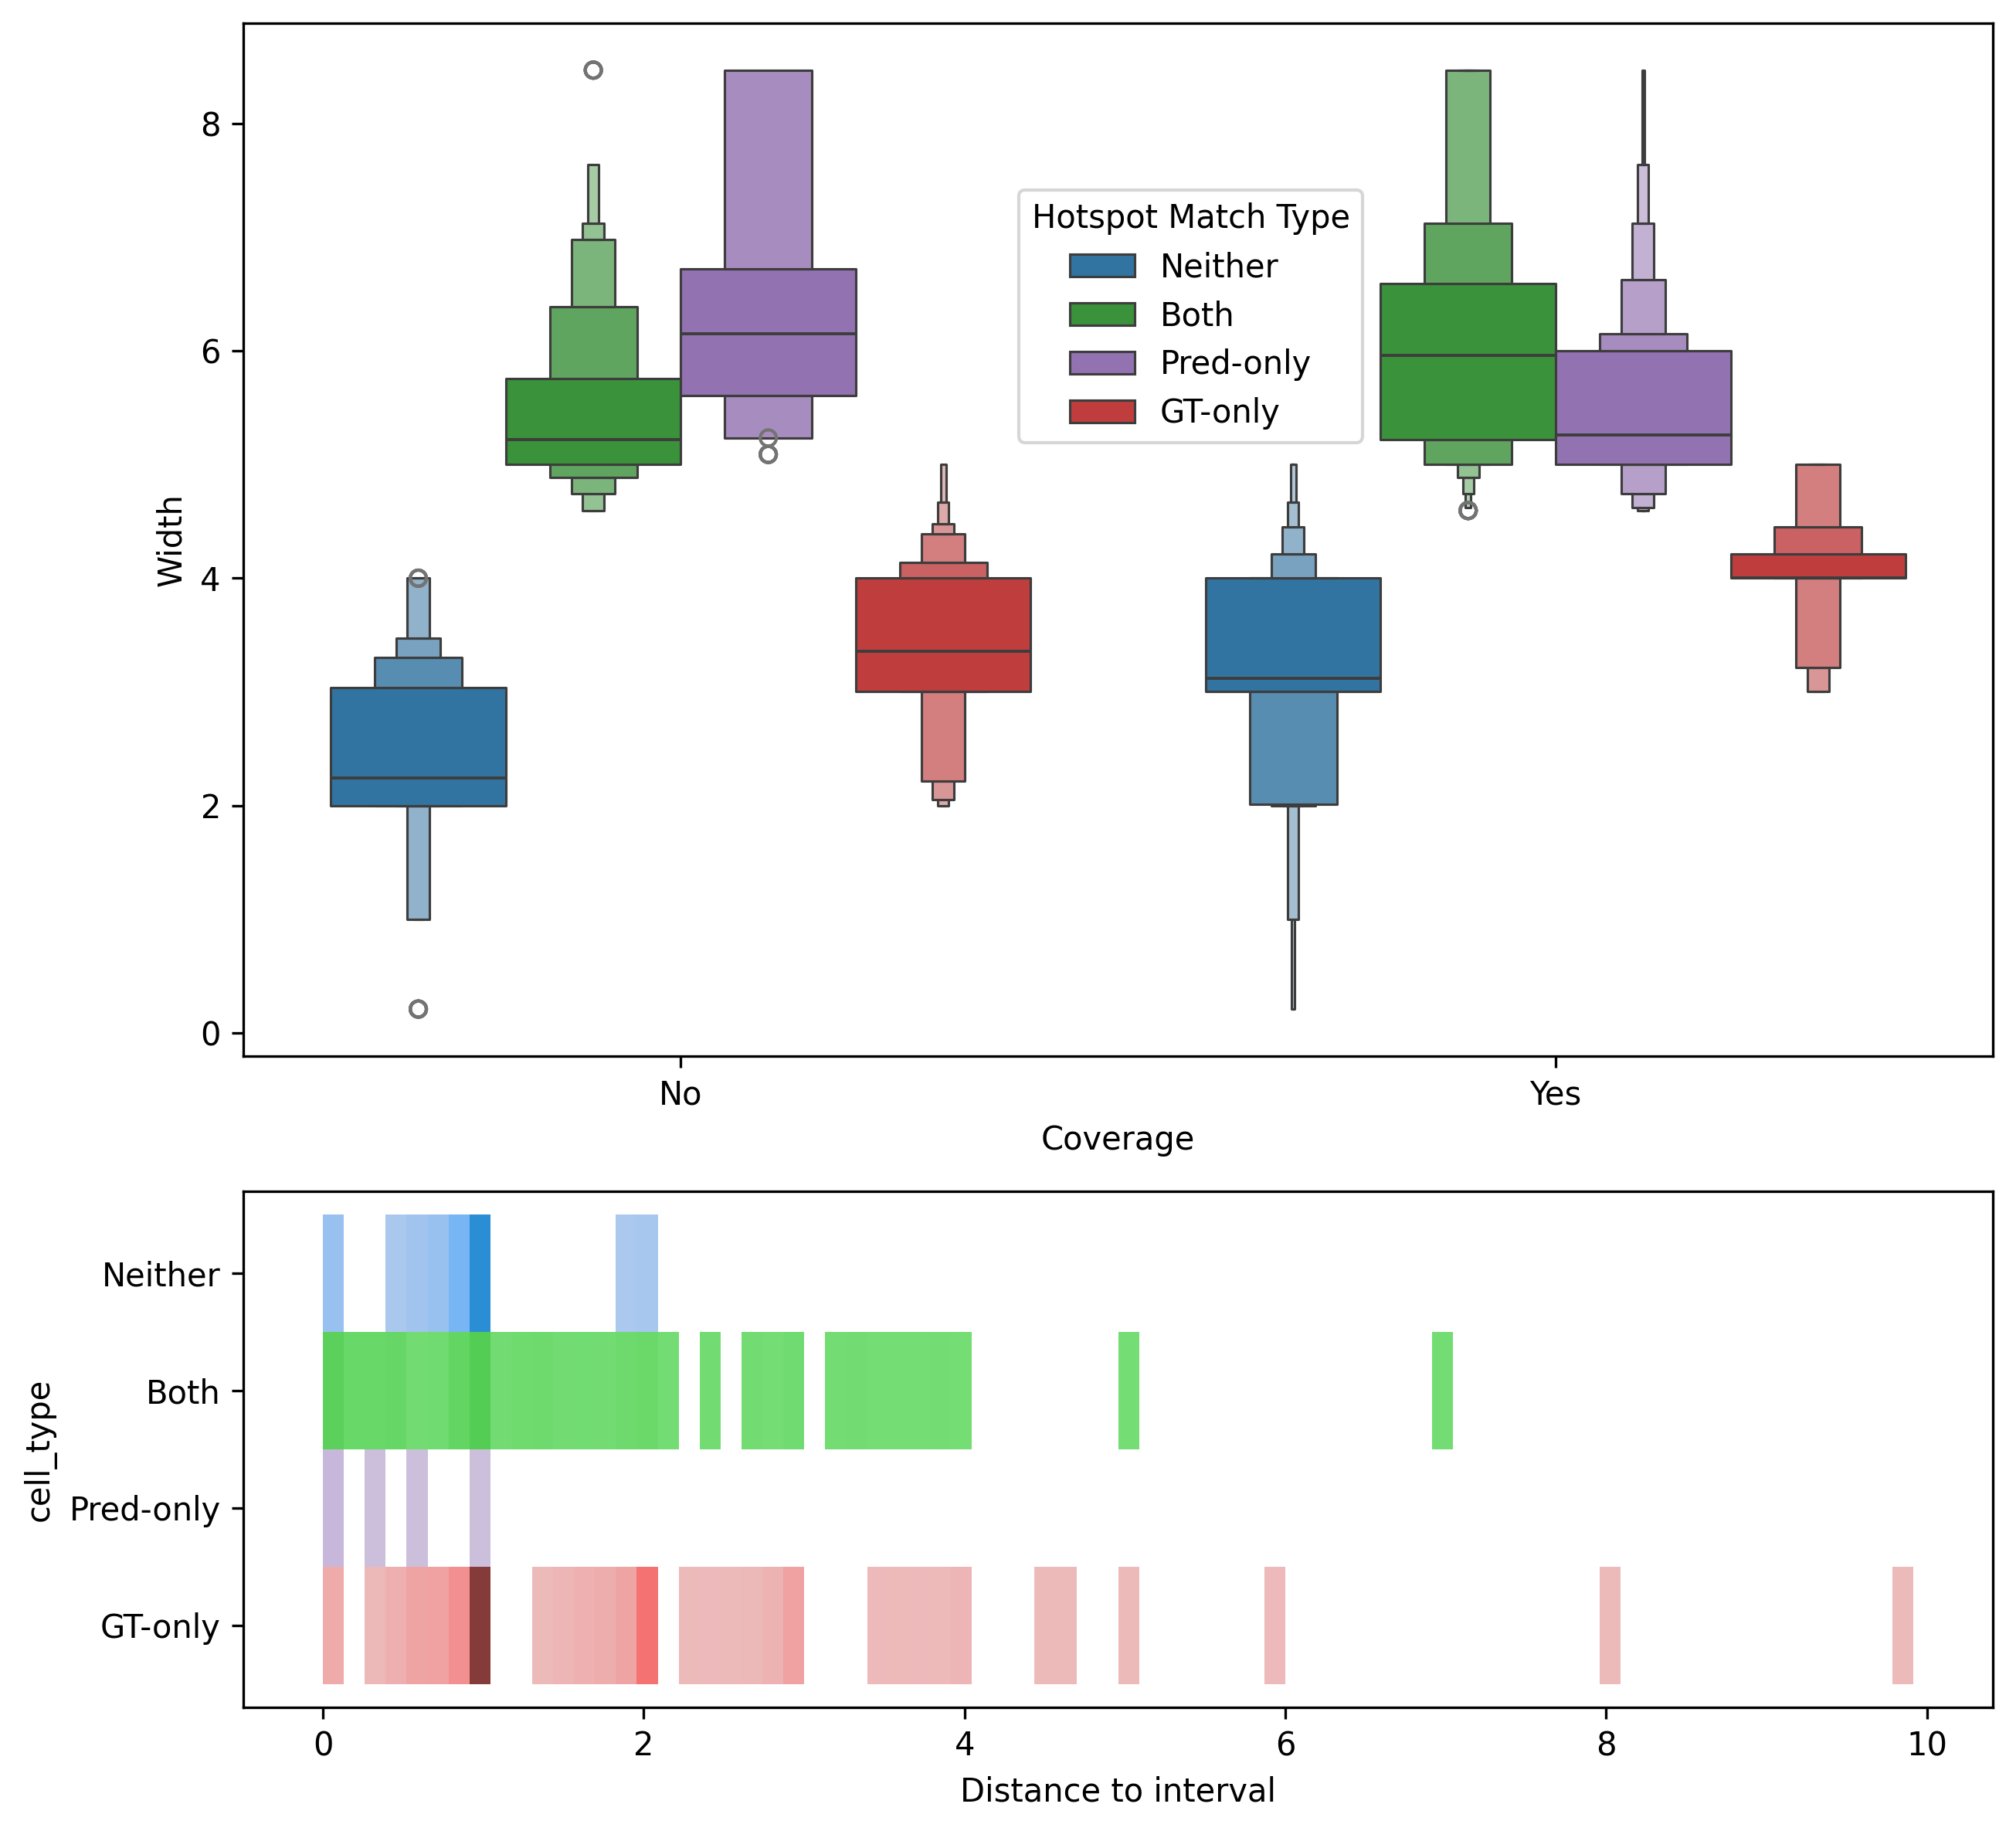 8
6
4
2
0
Width
Hotspot Match Type
Neither
Both
Pred-only
GT-only
No
Yes
Coverage
Neither
Both
Pred-only
GT-only
cell_type
0
2
4
6
8
10
Distance to interval